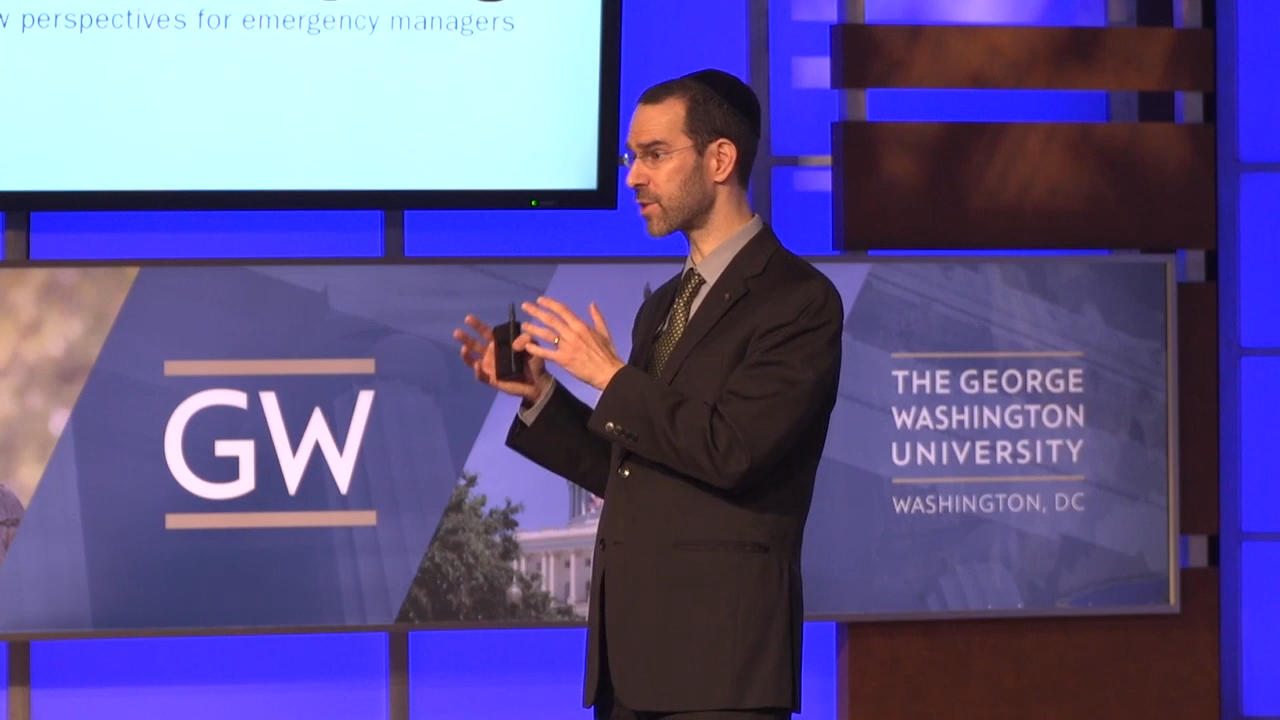 perspectives for emergency managers
GW
THE GEORGE
WASHINGTON
UNIVERSITY
WASHINGTON, DC